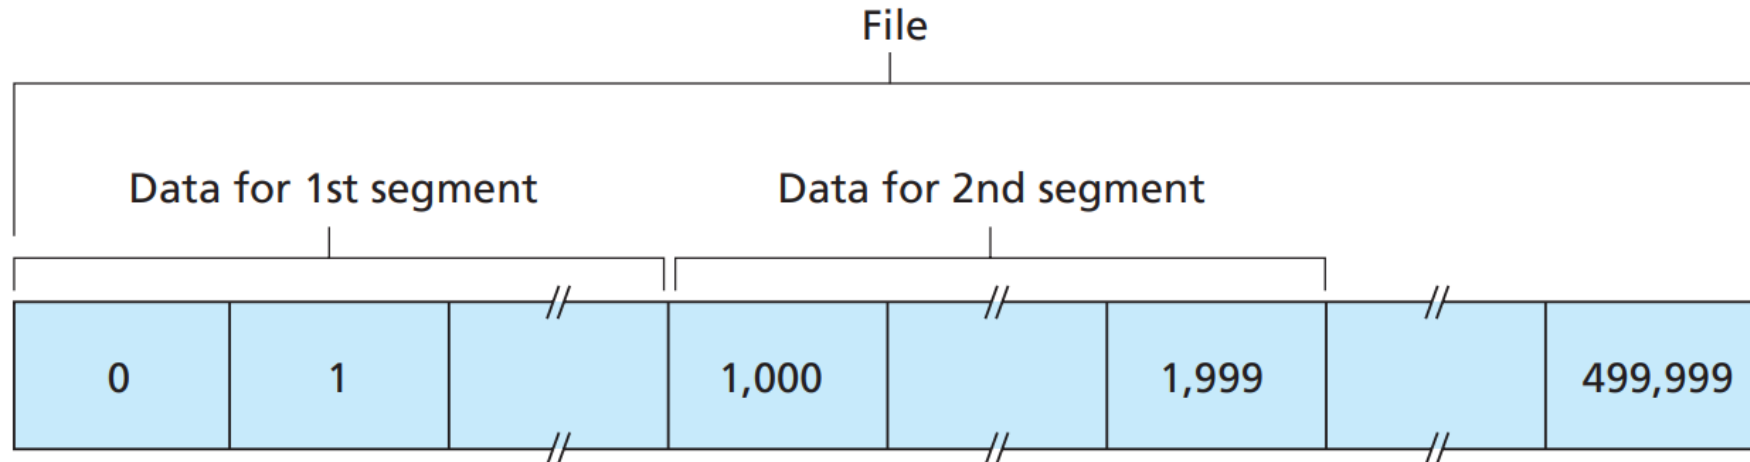 File
Data for 1st segment
Data for 2nd segment
0
1
1,000
1,999
499,999